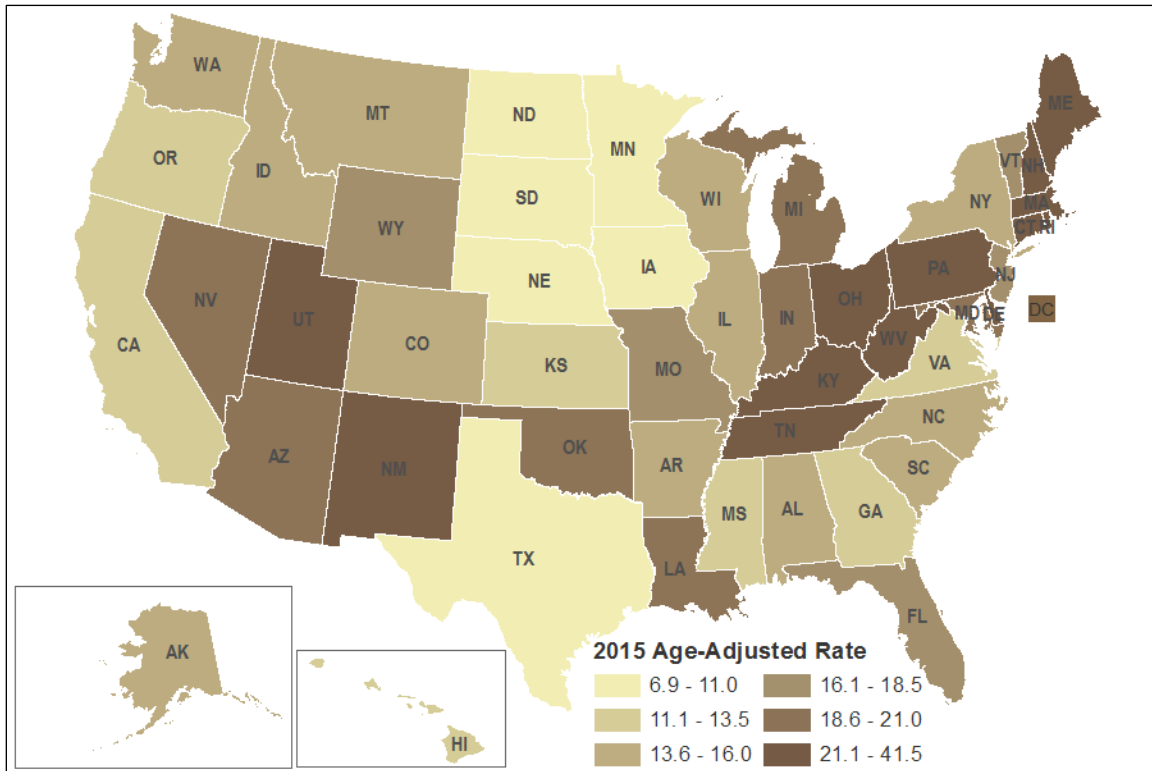 WA
MT
ND
MN
ME
OR
ID
SD
WI
VT
NH
NY
MA
WY
MI
CT RI
IA
PA
NE
NJ
NV
OH
UT
IL
IN
MD
DE
DC
CA
CO
WV
KS
MO
VA
KY
NC
TN
AZ
OK
NM
AR
SC
MS
AL
GA
TX
LA
FL
AK
HI
2015 Age-Adjusted Rate
6.9 - 11.0
16.1 - 18.5
11.1 - 13.5
18.6 - 21.0
13.6 - 16.0
21.1 - 41.5